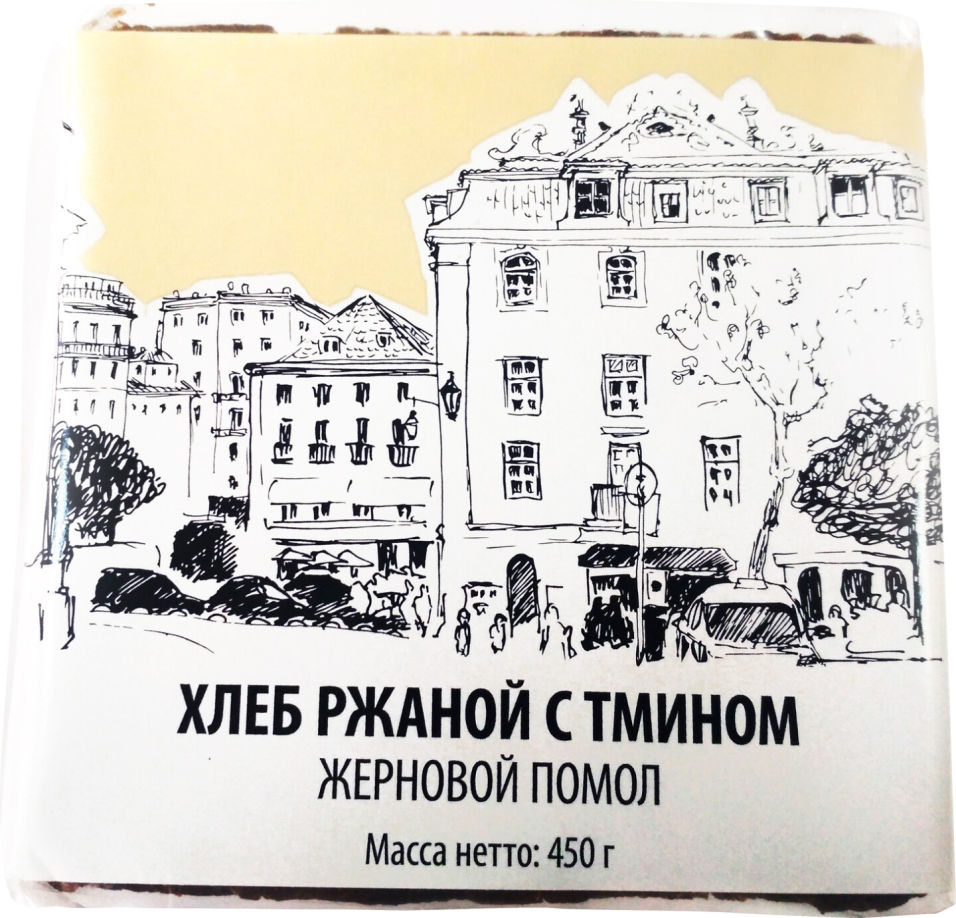 ХЛЕБ РЖАНОЙ С ТМИНОМ
ЖЕРНОВОЙ ПОМОЛ
Масса нетто: 450 г